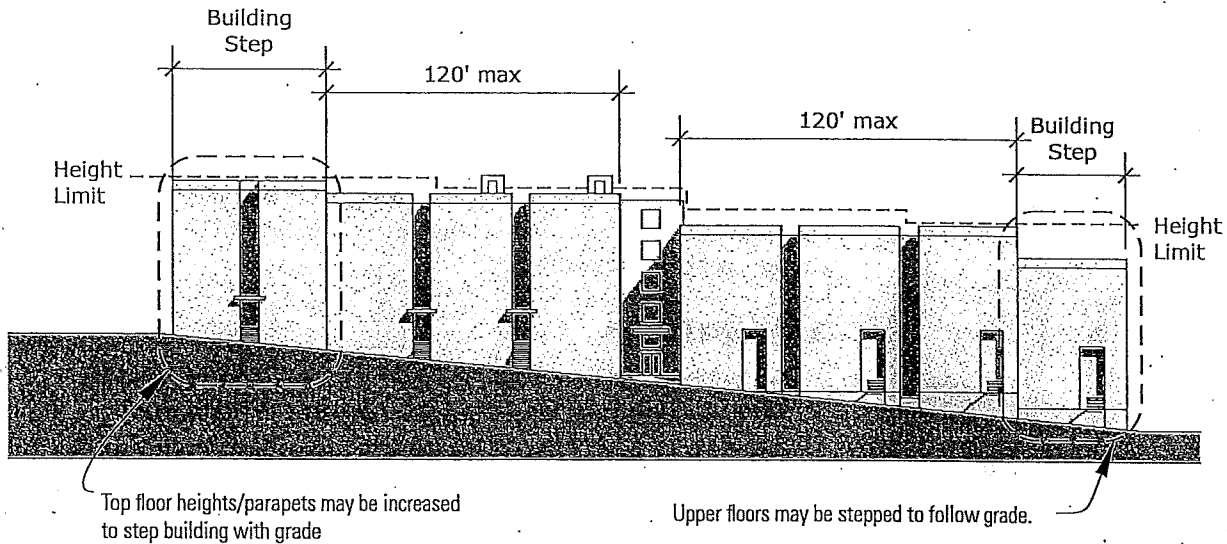 Building
Step
120' max
120' max
Building
Step
Height
Limit
Height
Limit
Top floor heights/parapets may be increased
to step building with grade
Upper floors may be stepped to follow grade.